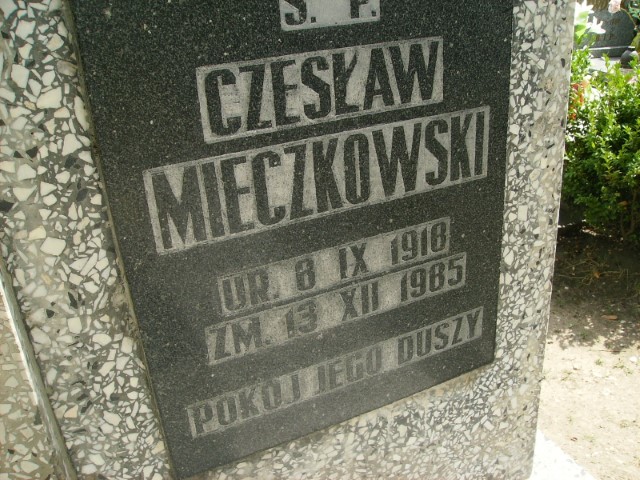 Ś. P.
CZESŁAW
MIECZKOWSKI
UR. 8 IX 1918
ZM. 13 XII 1985
POKÓJ JEGO DUSZY